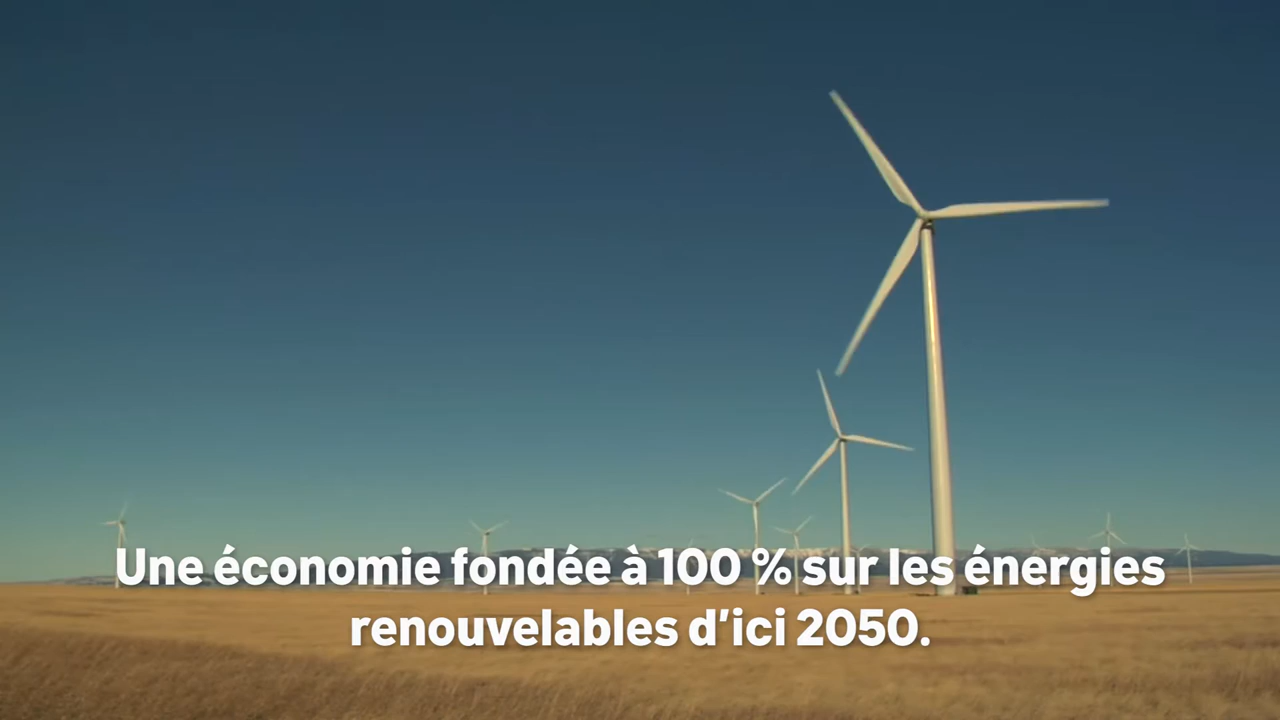 Une économie fondée à 100 % sur les énergies
renouvelables d’ici 2050.